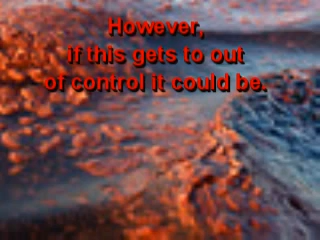 However,
if this gets to out
of control it could be.